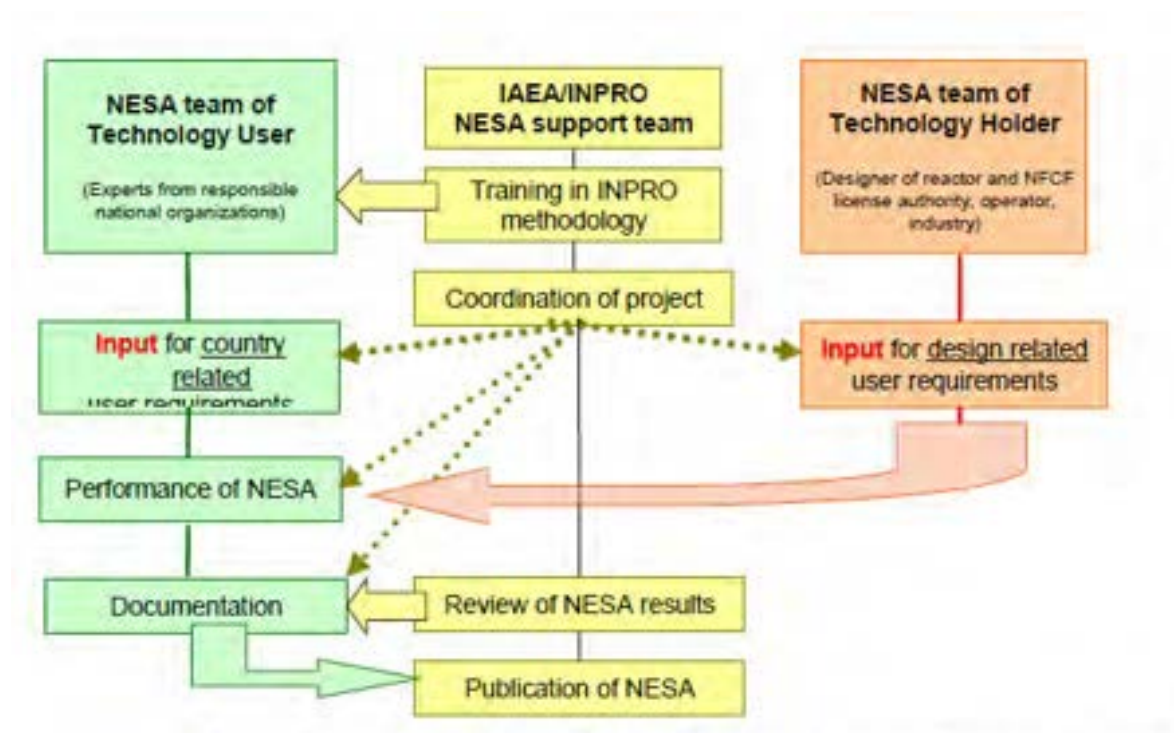 NESA team of
Technology User
(Experts from responsible
national organizations)
IAEA/INPRO
NESA support team
NESA team of
Technology Holder
(Designer of reactor and NFCF
license authority, operator,
industry)
Training in INPRO
methodology
Coordination of project
Input for country
related
user requirements
Input for design related
user requirements
Performance of NESA
Documentation
Review of NESA results
Publication of NESA